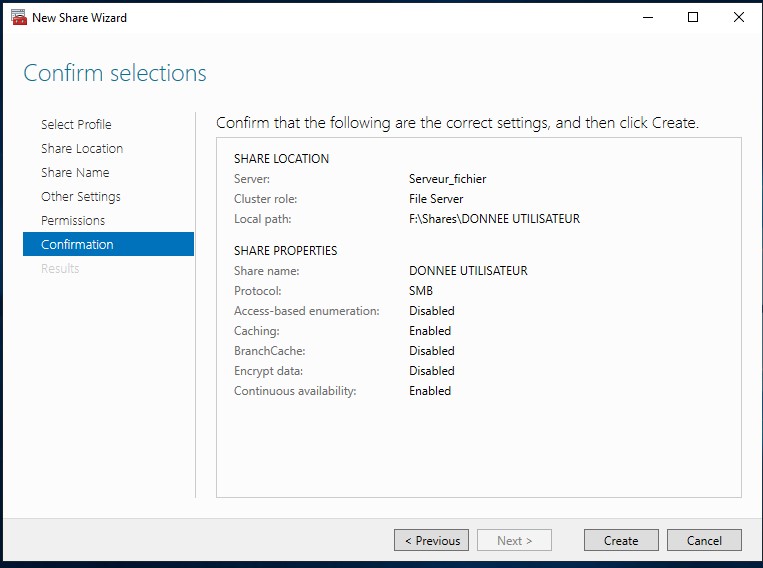 New Share Wizard
Confirm selections
Select Profile
Share Location
Share Name
Other Settings
Permissions
Confirmation
Results
Confirm that the following are the correct settings, and then click Create.
SHARE LOCATION
Server: Serveur_fichier
Cluster role: File Server
Local path: F:\Shares\DONNEE UTILISATEUR
SHARE PROPERTIES
Share name: DONNEE UTILISATEUR
Protocol: SMB
Access-based enumeration: Disabled
Caching: Enabled
BranchCache: Disabled
Encrypt data: Disabled
Continuous availability: Enabled
< Previous Next > Create Cancel